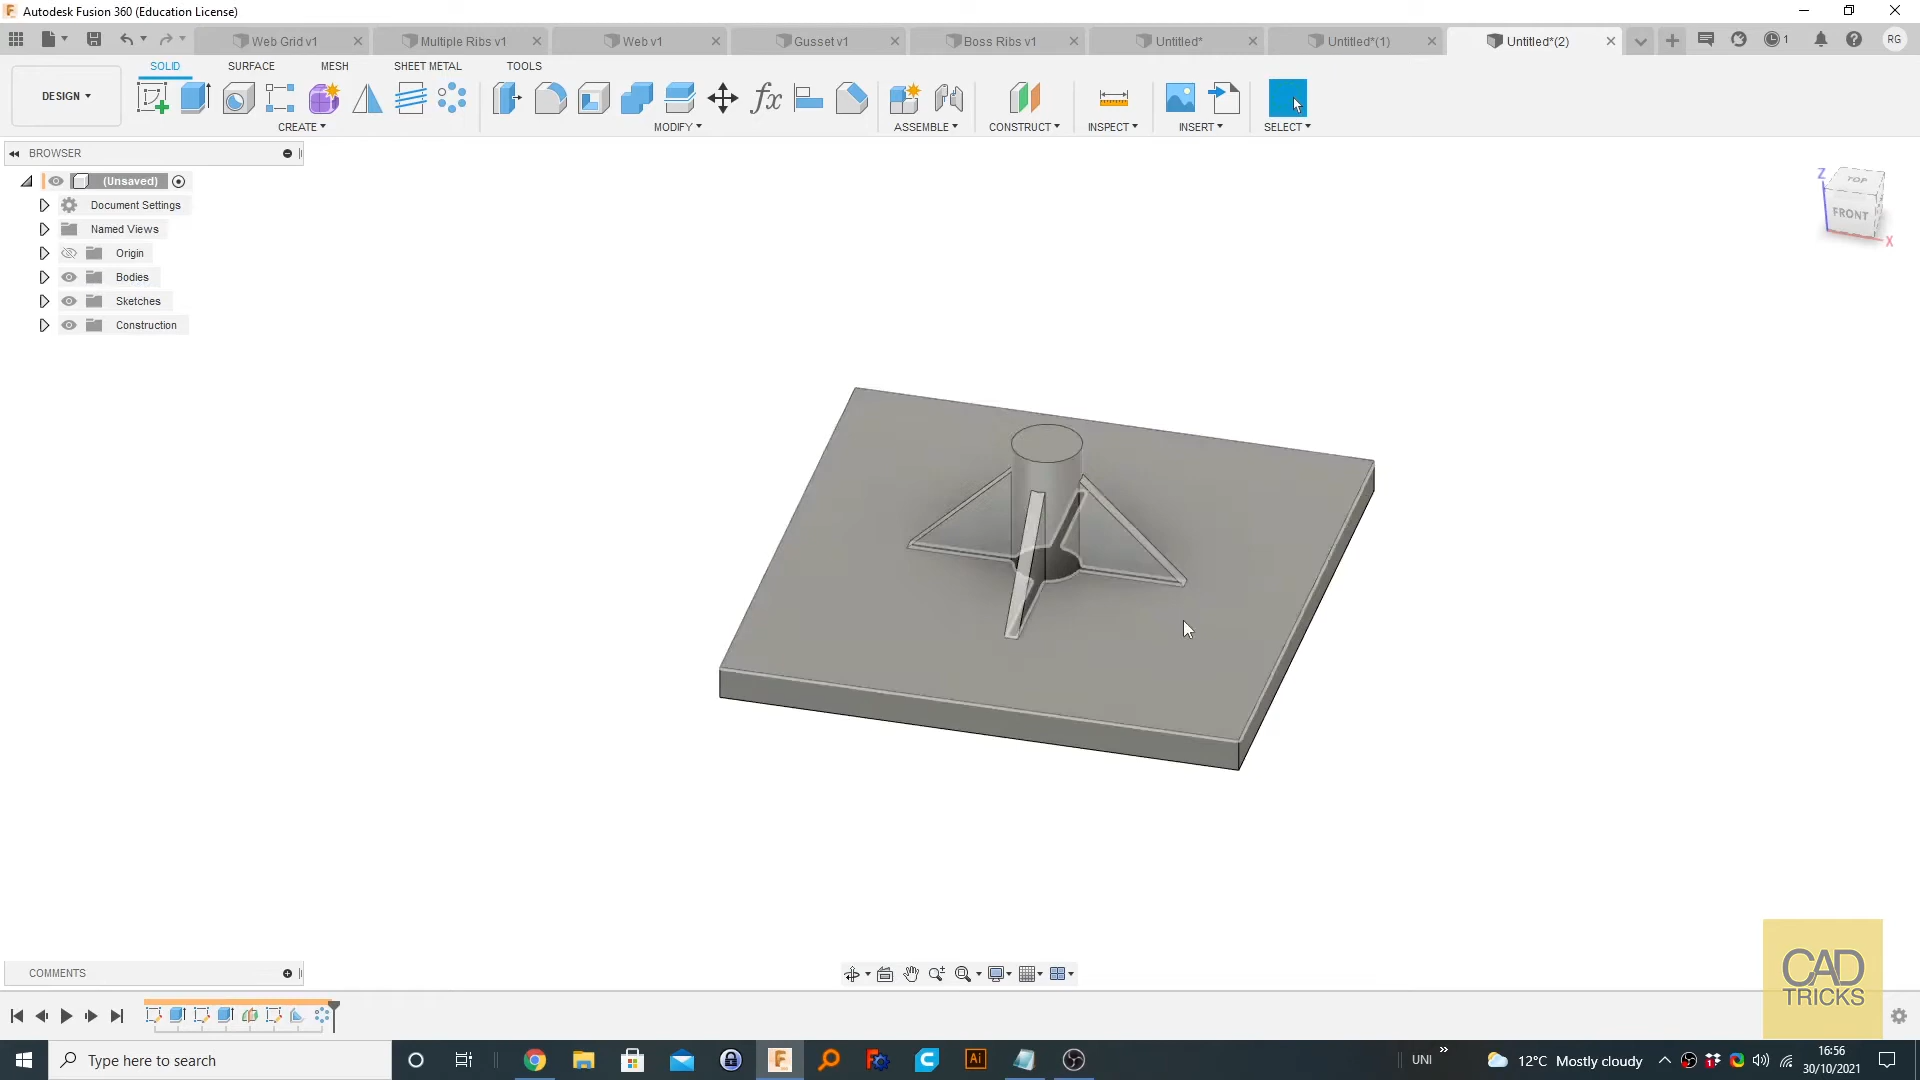 Autodesk Fusion 360 (Education License)
Web Grid v1
Multiple Ribs v1
Web v1
Gusset v1
Boss Ribs v1
Untitled*
Untitled*(1)
Untitled*(2)
1
RG
DESIGN
SOLID
SURFACE
MESH
SHEET METAL
TOOLS
CREATE
MODIFY
ASSEMBLE
CONSTRUCT
INSPECT
INSERT
SELECT
BROWSER
(Unsaved)
Document Settings
Named Views
Origin
Bodies
Sketches
Construction
Z
TOP
FRONT
X
COMMENTS
CAD
TRICKS
Type here to search
UNI
12°C Mostly cloudy
16:56
30/10/2021